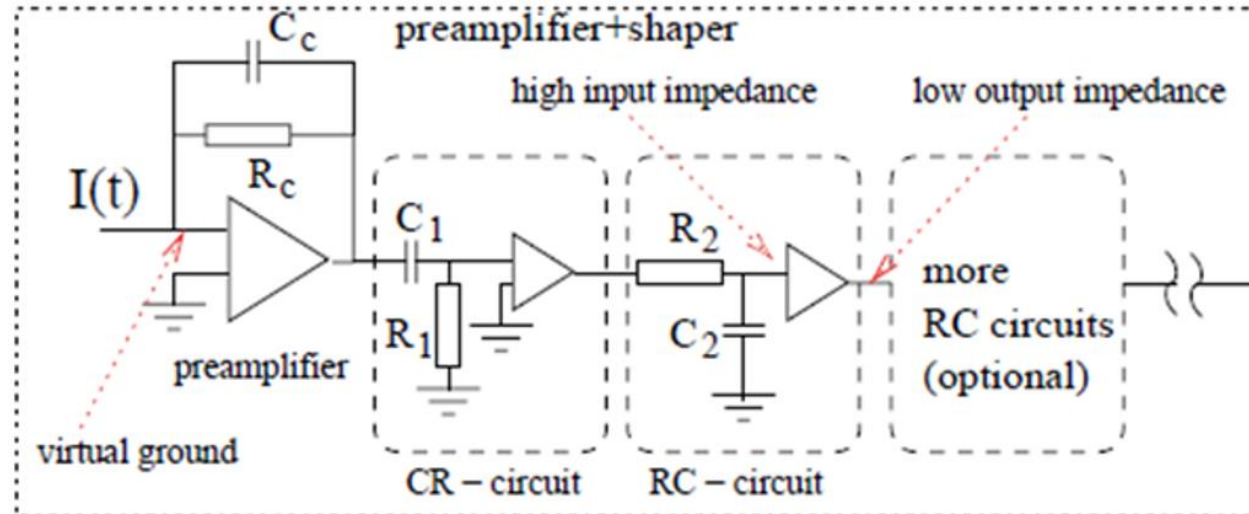 C_c
preamplifier+shaper
high input impedance
low output impedance
R_c
I(t)
C_1
R_2
R_1
C_2
more
RC circuits
(optional)
preamplifier
virtual ground
CR – circuit
RC – circuit